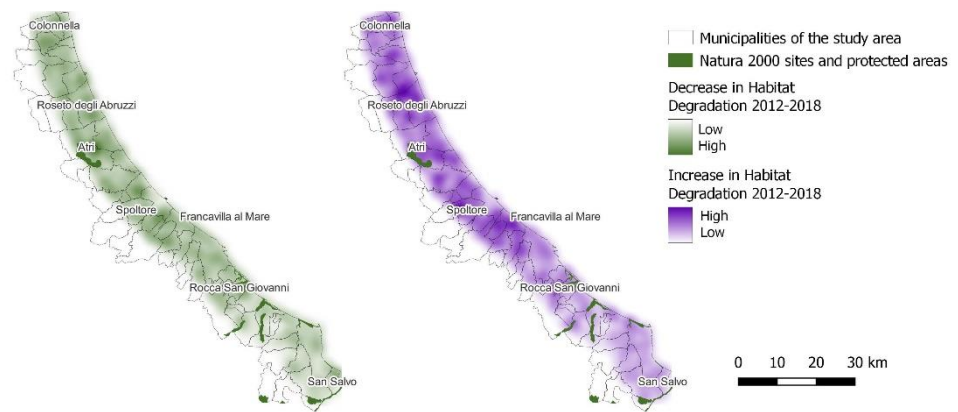 Colonnella
Roseto degli Abruzzi
Atri
Spoltore
Francavilla al Mare
Rocca San Giovanni
San Salvo
Colonnella
Roseto degli Abruzzi
Atri
Spoltore
Francavilla al Mare
Rocca San Giovanni
San Salvo
Municipalities of the study area
Natura 2000 sites and protected areas
Decrease in Habitat
Degradation 2012-2018
Low
High
Increase in Habitat
Degradation 2012-2018
High
Low
0 10 20 30 km